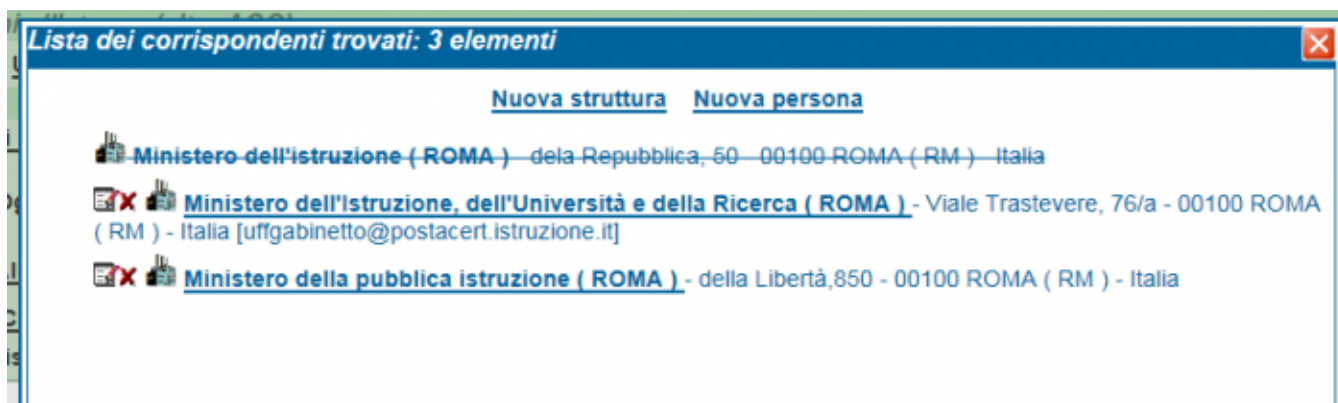 Lista dei corrispondenti trovati: 3 elementi
Nuova struttura Nuova persona
Ministero dell'istruzione ( ROMA ) - dela Repubblica, 50 - 00100 ROMA ( RM ) - Italia
Ministero dell'Istruzione, dell'Università e della Ricerca ( ROMA ) - Viale Trastevere, 76/a - 00100 ROMA
( RM ) - Italia [uffgabinetto@postacert.istruzione.it]
Ministero della pubblica istruzione ( ROMA ) - della Libertà,850 - 00100 ROMA ( RM ) - Italia